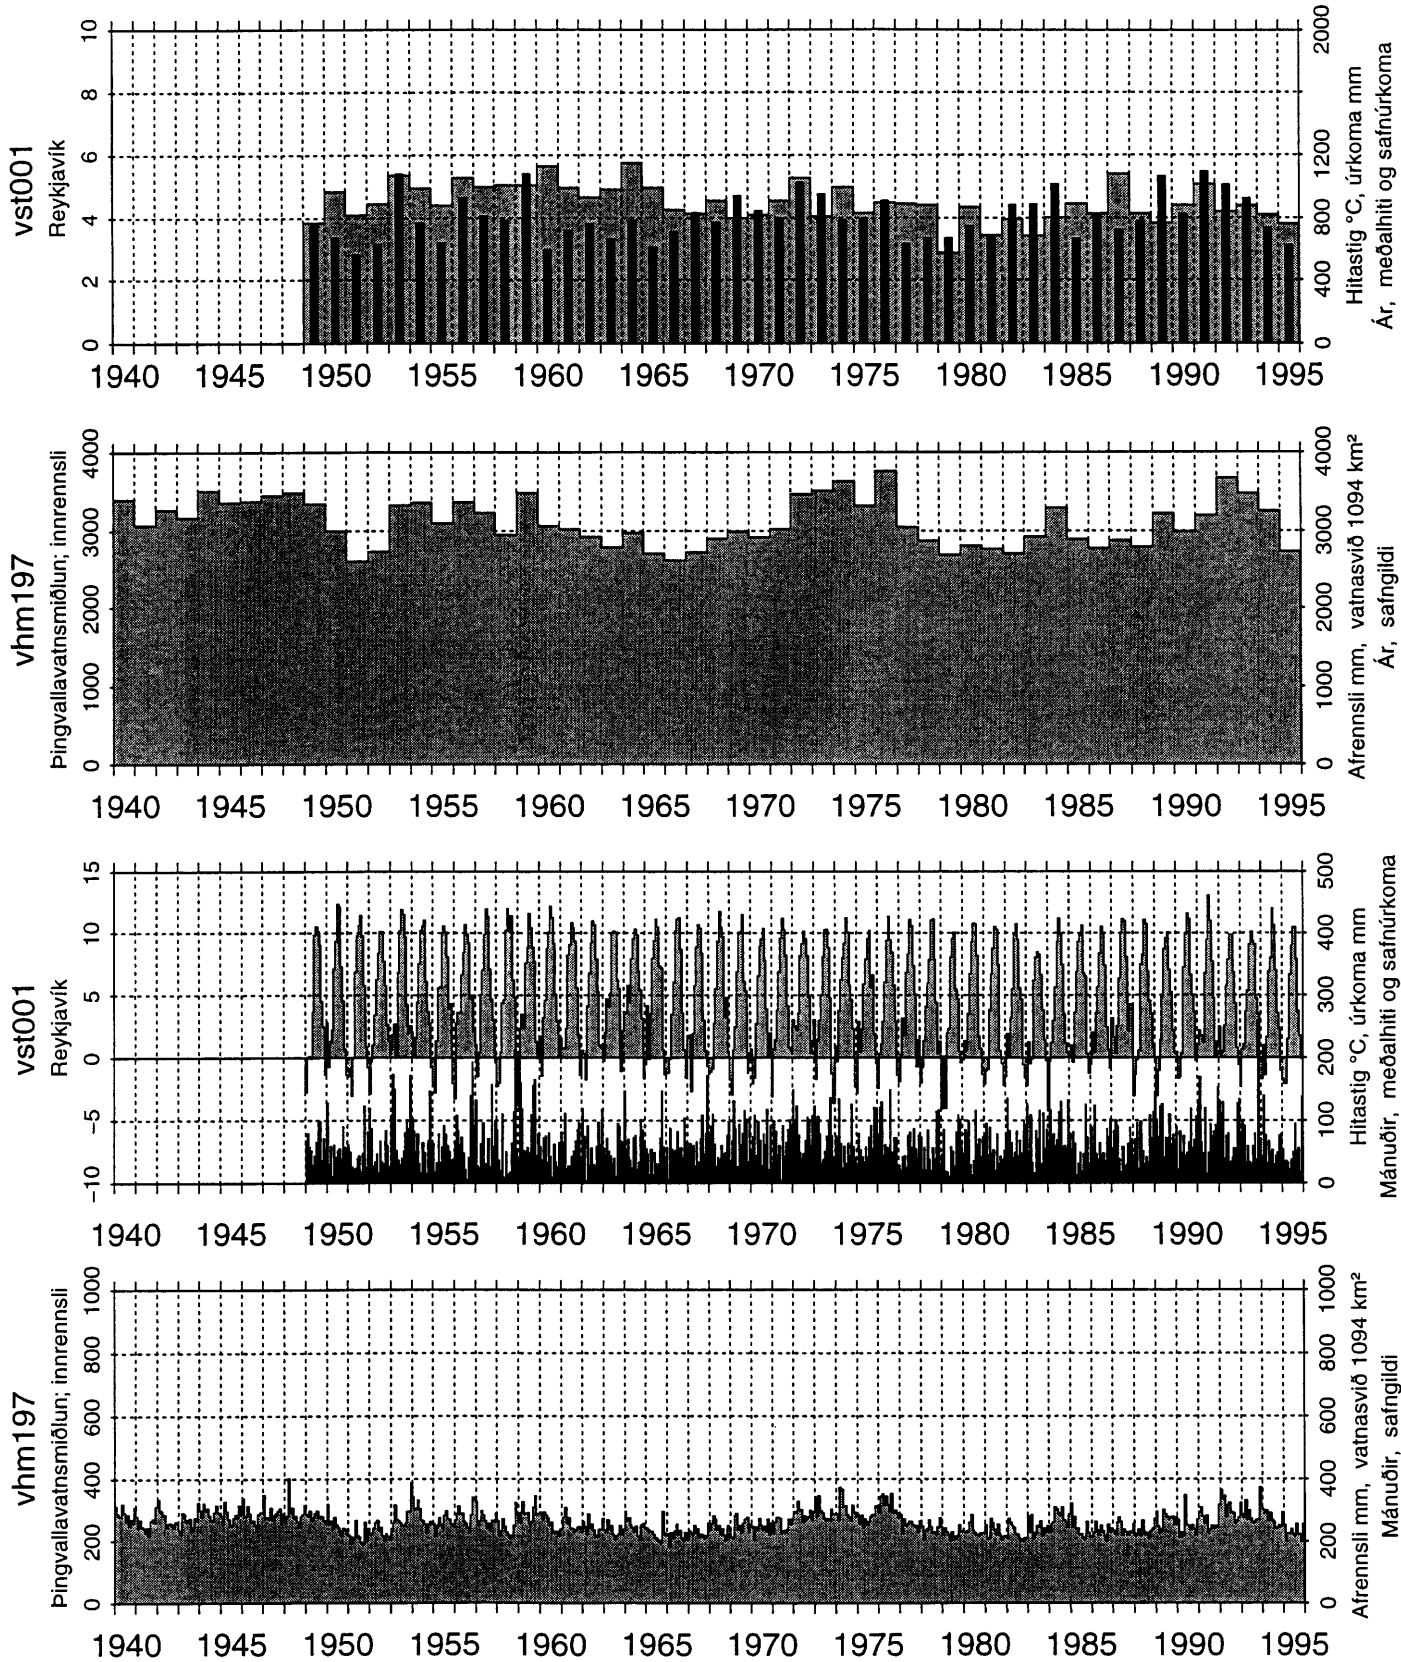 vst001
Reykjavík
0 2 4 6 8 10
0 400 800 1200 2000
Hitastig °C, úrkoma mm
Ár, meðalhiti og safnúrkoma
1940 1945 1950 1955 1960 1965 1970 1975 1980 1985 1990 1995
vhm197
Þingvallavatnsmiðlun; innrennsli
0 1000 2000 3000 4000
0 1000 2000 3000 4000
Afrennsli mm, vatnasvið 1094 km²
Ár, safngildi
1940 1945 1950 1955 1960 1965 1970 1975 1980 1985 1990 1995
vst001
Reykjavík
−10 −5 0 5 10 15
0 100 200 300 400 500
Hitastig °C, úrkoma mm
Mánuðir, meðalhiti og safnúrkoma
1940 1945 1950 1955 1960 1965 1970 1975 1980 1985 1990 1995
vhm197
Þingvallavatnsmiðlun; innrennsli
0 200 400 600 800 1000
0 200 400 600 800 1000
Afrennsli mm, vatnasvið 1094 km²
Mánuðir, safngildi
1940 1945 1950 1955 1960 1965 1970 1975 1980 1985 1990 1995